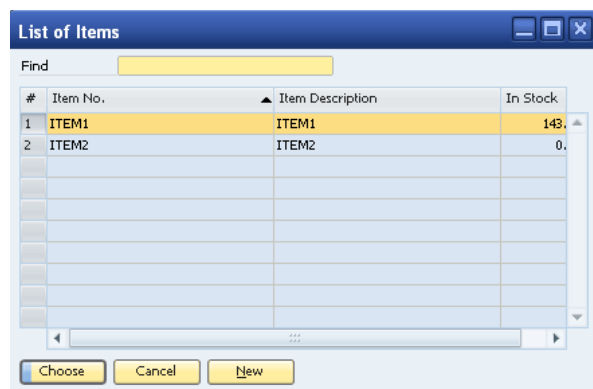 List of Items
Find
# Item No. Item Description In Stock
1 ITEM1 ITEM1 143.
2 ITEM2 ITEM2 0.
Choose Cancel New